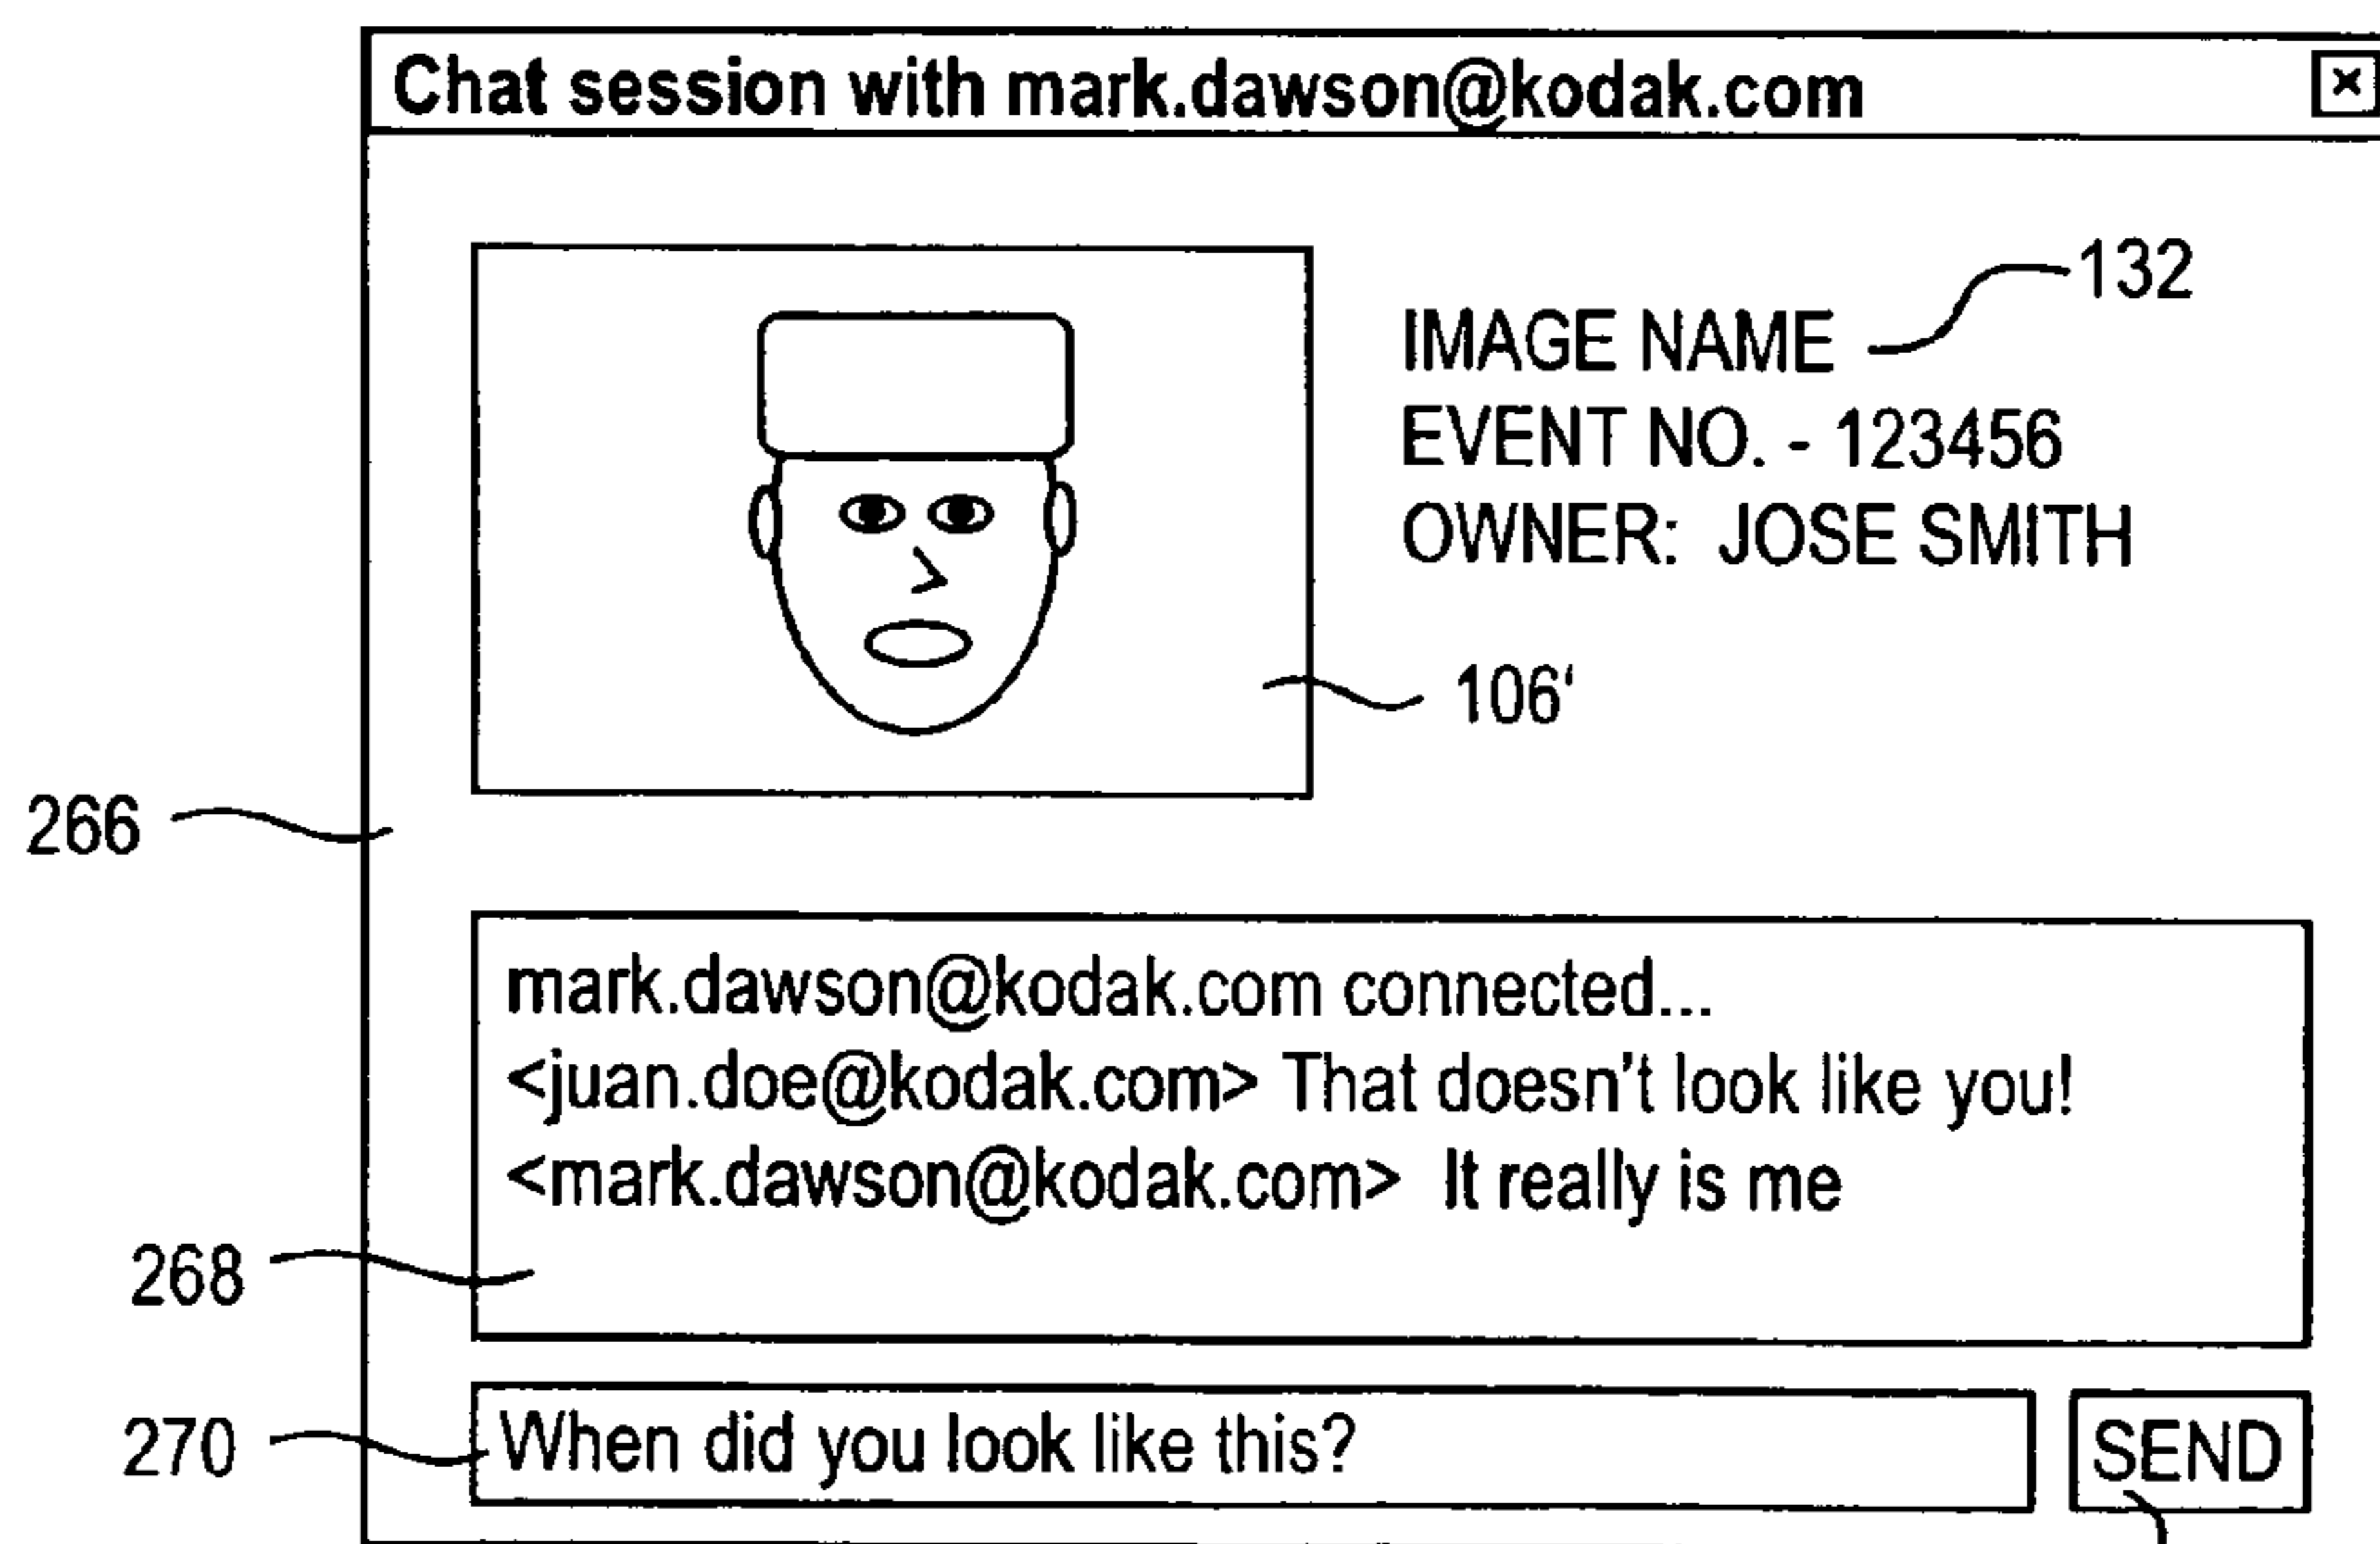 Chat session with mark.dawson@kodak.com x
132
IMAGE NAME
EVENT NO. - 123456
OWNER: JOSE SMITH
106'
266
mark.dawson@kodak.com connected...
<juan.doe@kodak.com> That doesn't look like you!
<mark.dawson@kodak.com> It really is me
268
270
When did you look like this? SEND